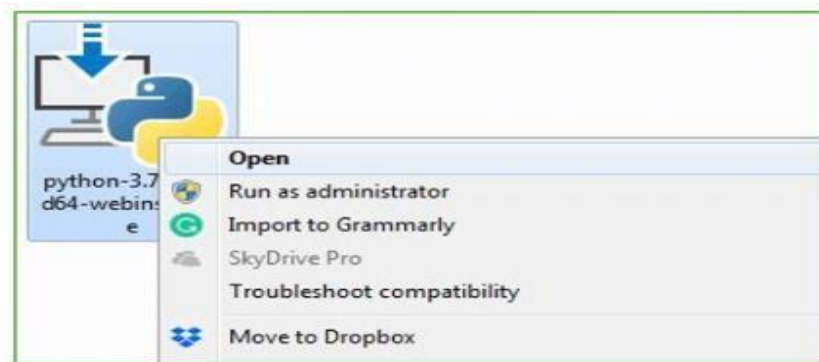 python-3.7
d64-webins
e
Open
Run as administrator
Import to Grammarly
SkyDrive Pro
Troubleshoot compatibility
Move to Dropbox